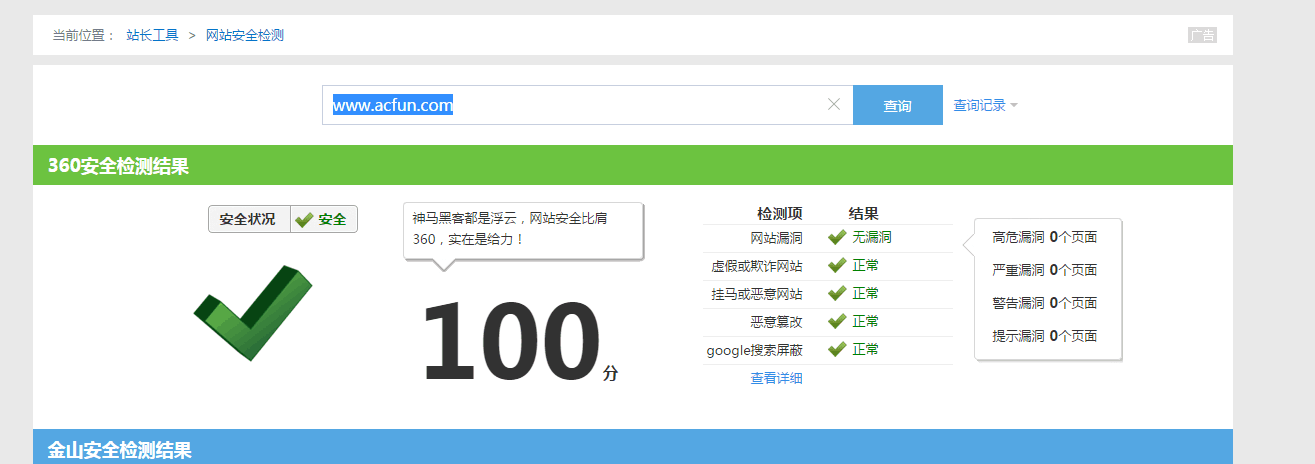 当前位置： 站长工具 > 网站安全检测
广告
www.acfun.com
查询
查询记录
360安全检测结果
安全状况 安全
神马黑客都是浮云，网站安全比肩
360，实在是给力！
100分
检测项 结果
网站漏洞 无漏洞
虚假或欺诈网站 正常
挂马或恶意网站 正常
恶意篡改 正常
google搜索屏蔽 正常
查看详细
高危漏洞 0个页面
严重漏洞 0个页面
警告漏洞 0个页面
提示漏洞 0个页面
金山安全检测结果